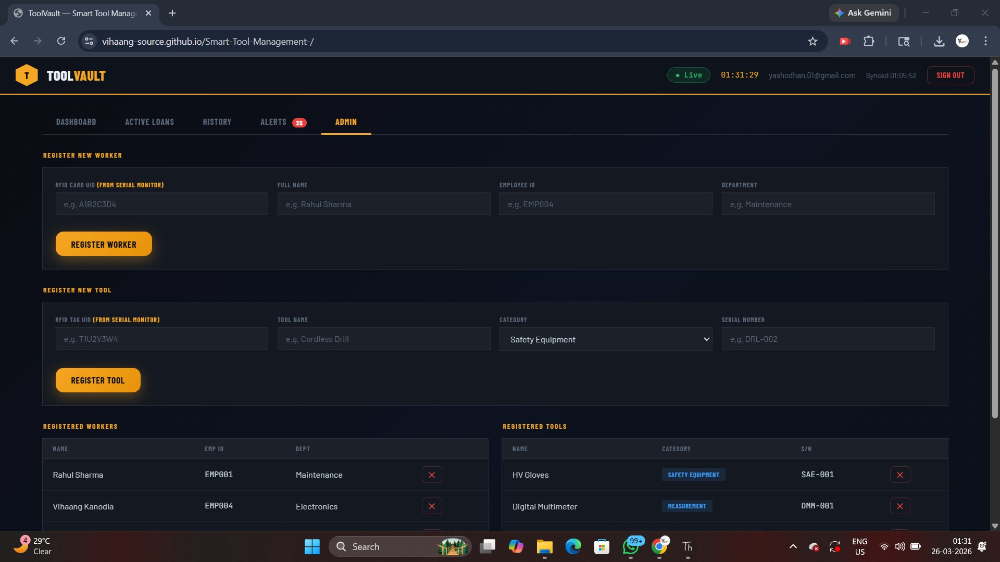 ToolVault — Smart Tool Manag
Ask Gemini
vihaang-source.github.io/Smart-Tool-Management-/
T
TOOLVAULT
● Live
01:31:29
yashodhan.01@gmail.com
Synced 01:05:52
SIGN OUT
DASHBOARD
ACTIVE LOANS
HISTORY
ALERTS 35
ADMIN
REGISTER NEW WORKER
RFID CARD UID (FROM SERIAL MONITOR)
FULL NAME
EMPLOYEE ID
DEPARTMENT
e.g. A1B2C3D4
e.g. Rahul Sharma
e.g. EMP004
e.g. Maintenance
REGISTER WORKER
REGISTER NEW TOOL
RFID TAG UID (FROM SERIAL MONITOR)
TOOL NAME
CATEGORY
SERIAL NUMBER
e.g. T1U2V3W4
e.g. Cordless Drill
Safety Equipment
e.g. DRL-002
REGISTER TOOL
REGISTERED WORKERS
NAME EMP ID DEPT
Rahul Sharma EMP001 Maintenance
Vihaang Kanodia EMP004 Electronics
REGISTERED TOOLS
NAME CATEGORY S/N
HV Gloves SAFETY EQUIPMENT SAE-001
Digital Multimeter MEASUREMENT DMM-001
4
29°C
Clear
Search
99+
Th
ENG
US
01:31
26-03-2026